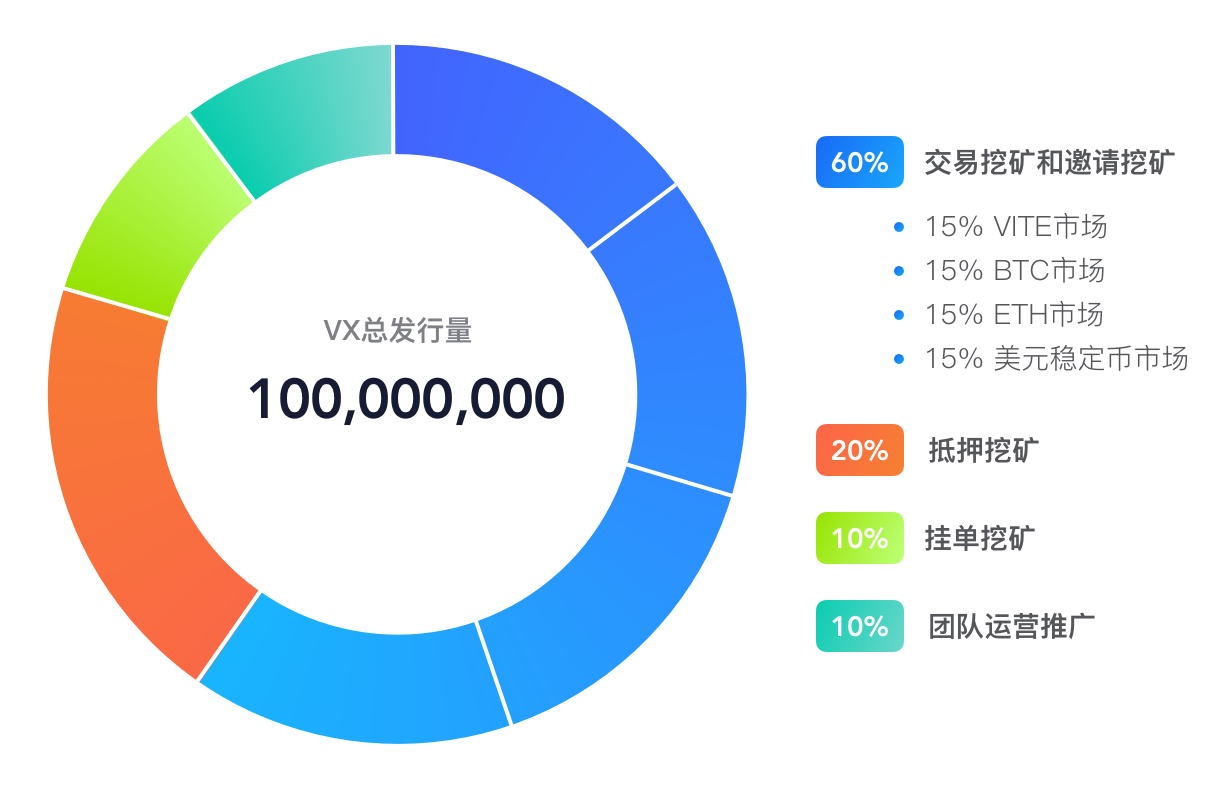 VX总发行量
100,000,000
60% 交易挖矿和邀请挖矿
15% VITE市场
15% BTC市场
15% ETH市场
15% 美元稳定币市场
20% 抵押挖矿
10% 挂单挖矿
10% 团队运营推广